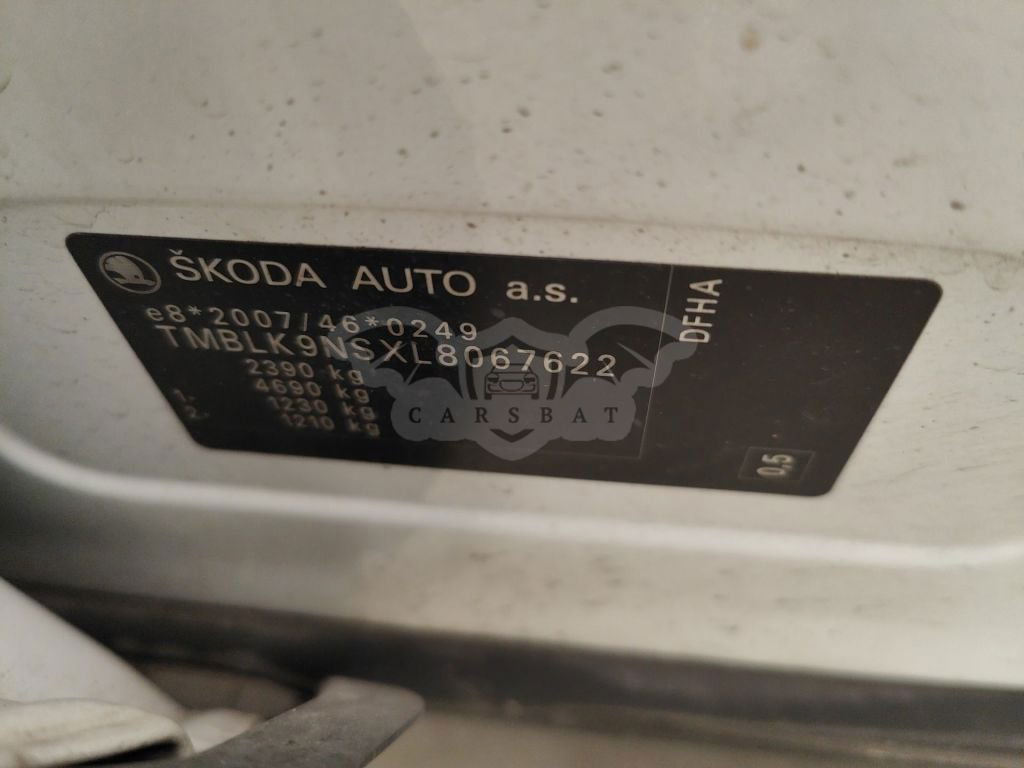 ŠKODA AUTO a.s.
e8*2007/46*0249
TMBLK9NSXL8067622
2390 kg
4690 kg
1. 1230 kg
2. 1210 kg
DFHA
0,5
CARSBAT